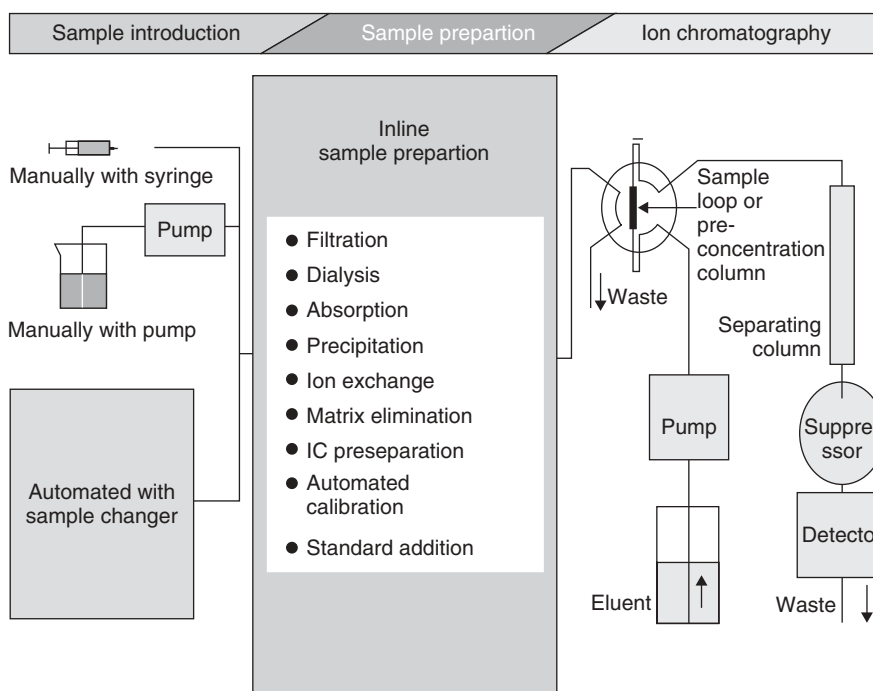 Sample introduction
Sample prepartion
Ion chromatography
Manually with syringe
Pump
Manually with pump
Automated with
sample changer
Inline
sample prepartion
● Filtration
● Dialysis
● Absorption
● Precipitation
● Ion exchange
● Matrix elimination
● IC preseparation
● Automated
calibration
● Standard addition
Sample
loop or
pre-
concentration
column
Waste
Separating
column
Pump
Suppre
ssor
Eluent
Detecto
Waste